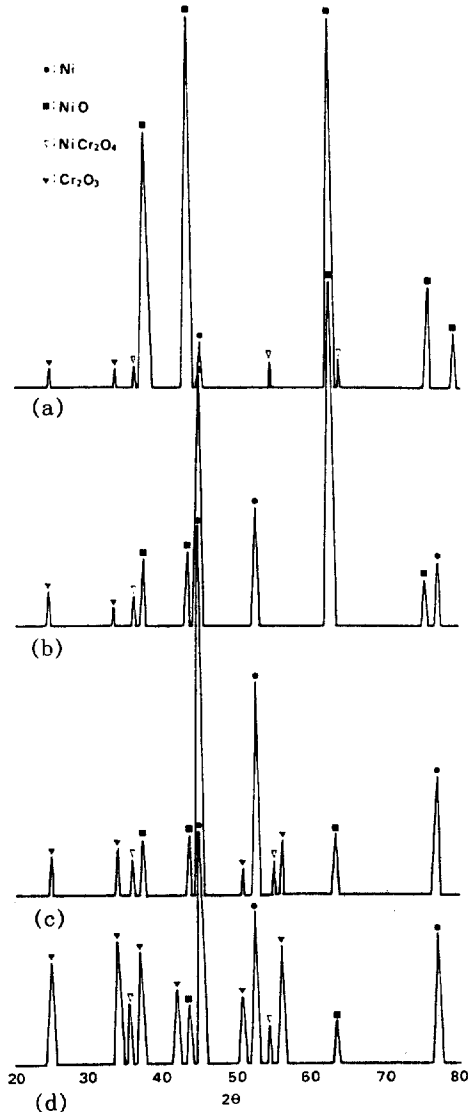 •: Ni
■: NiO
▽: NiCr₂O₄
▼: Cr₂O₃
(a)
(b)
(c)
20 30 40 50 60 70 80
(d) 2θ